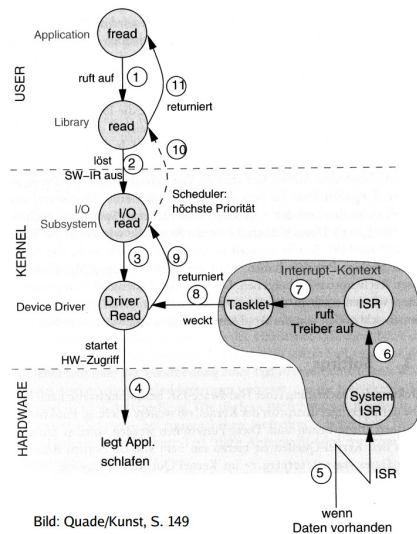 Application
fread
USER
ruft auf
1
11
returniert
Library
read
10
löst
2
SW-IR aus
Scheduler:
höchste Priorität
I/O
Subsystem
I/O
read
KERNEL
3
9
Interrupt-Kontext
returniert
7
Device Driver
Driver
Read
8
weckt
Tasklet
ruft
Treiber auf
ISR
startet
HW-Zugriff
6
HARDWARE
4
System
ISR
legt Appl.
schlafen
5
ISR
wenn
Daten vorhanden
Bild: Quade/Kunst, S. 149